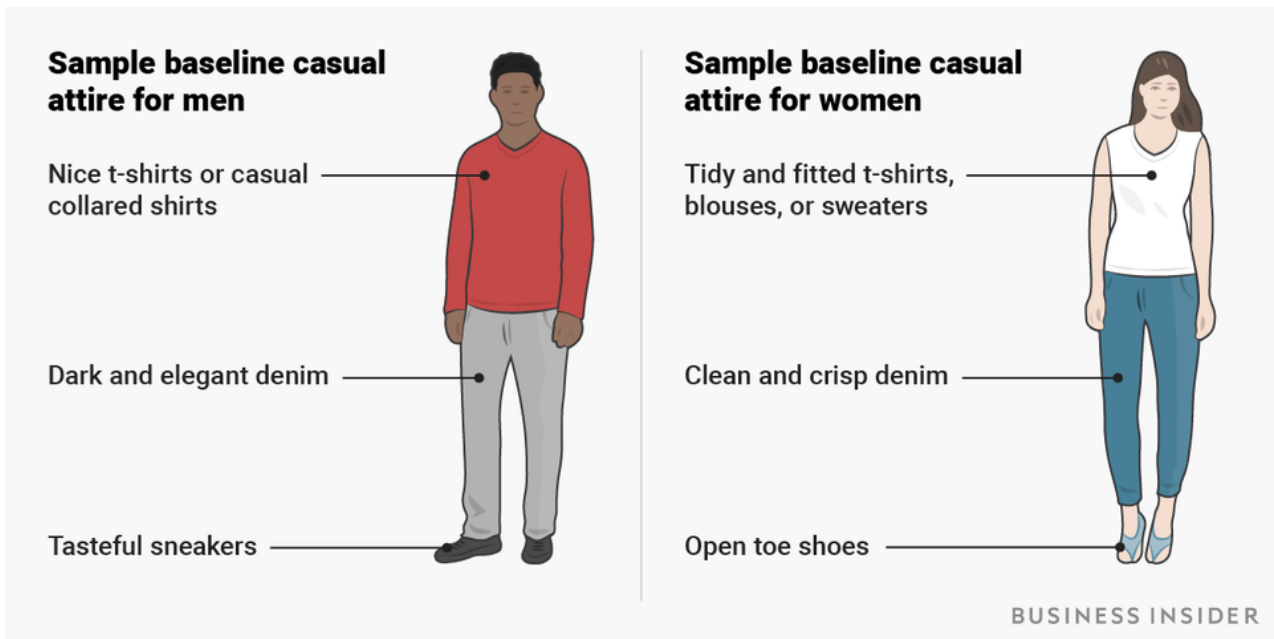 Sample baseline casual
attire for men
Nice t-shirts or casual
collared shirts
Dark and elegant denim
Tasteful sneakers
Sample baseline casual
attire for women
Tidy and fitted t-shirts,
blouses, or sweaters
Clean and crisp denim
Open toe shoes
BUSINESS INSIDER